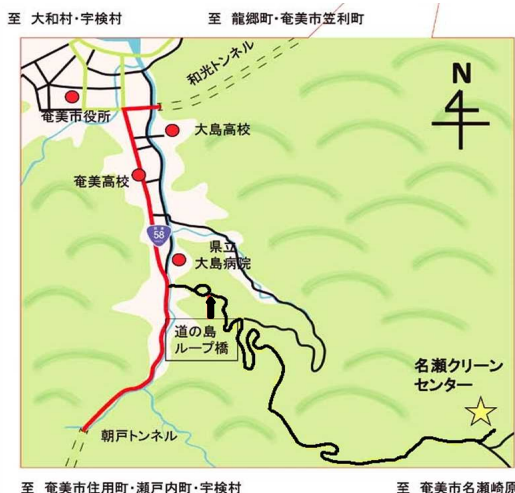 至 大和村・宇検村
至 龍郷町・奄美市笠利町
和光トンネル
N
奄美市役所
大島高校
奄美高校
58
県立
大島病院
道の島
ループ橋
名瀬クリーン
センター
朝戸トンネル
至 奄美市住用町・瀬戸内町・宇検村
至 奄美市名瀬崎原